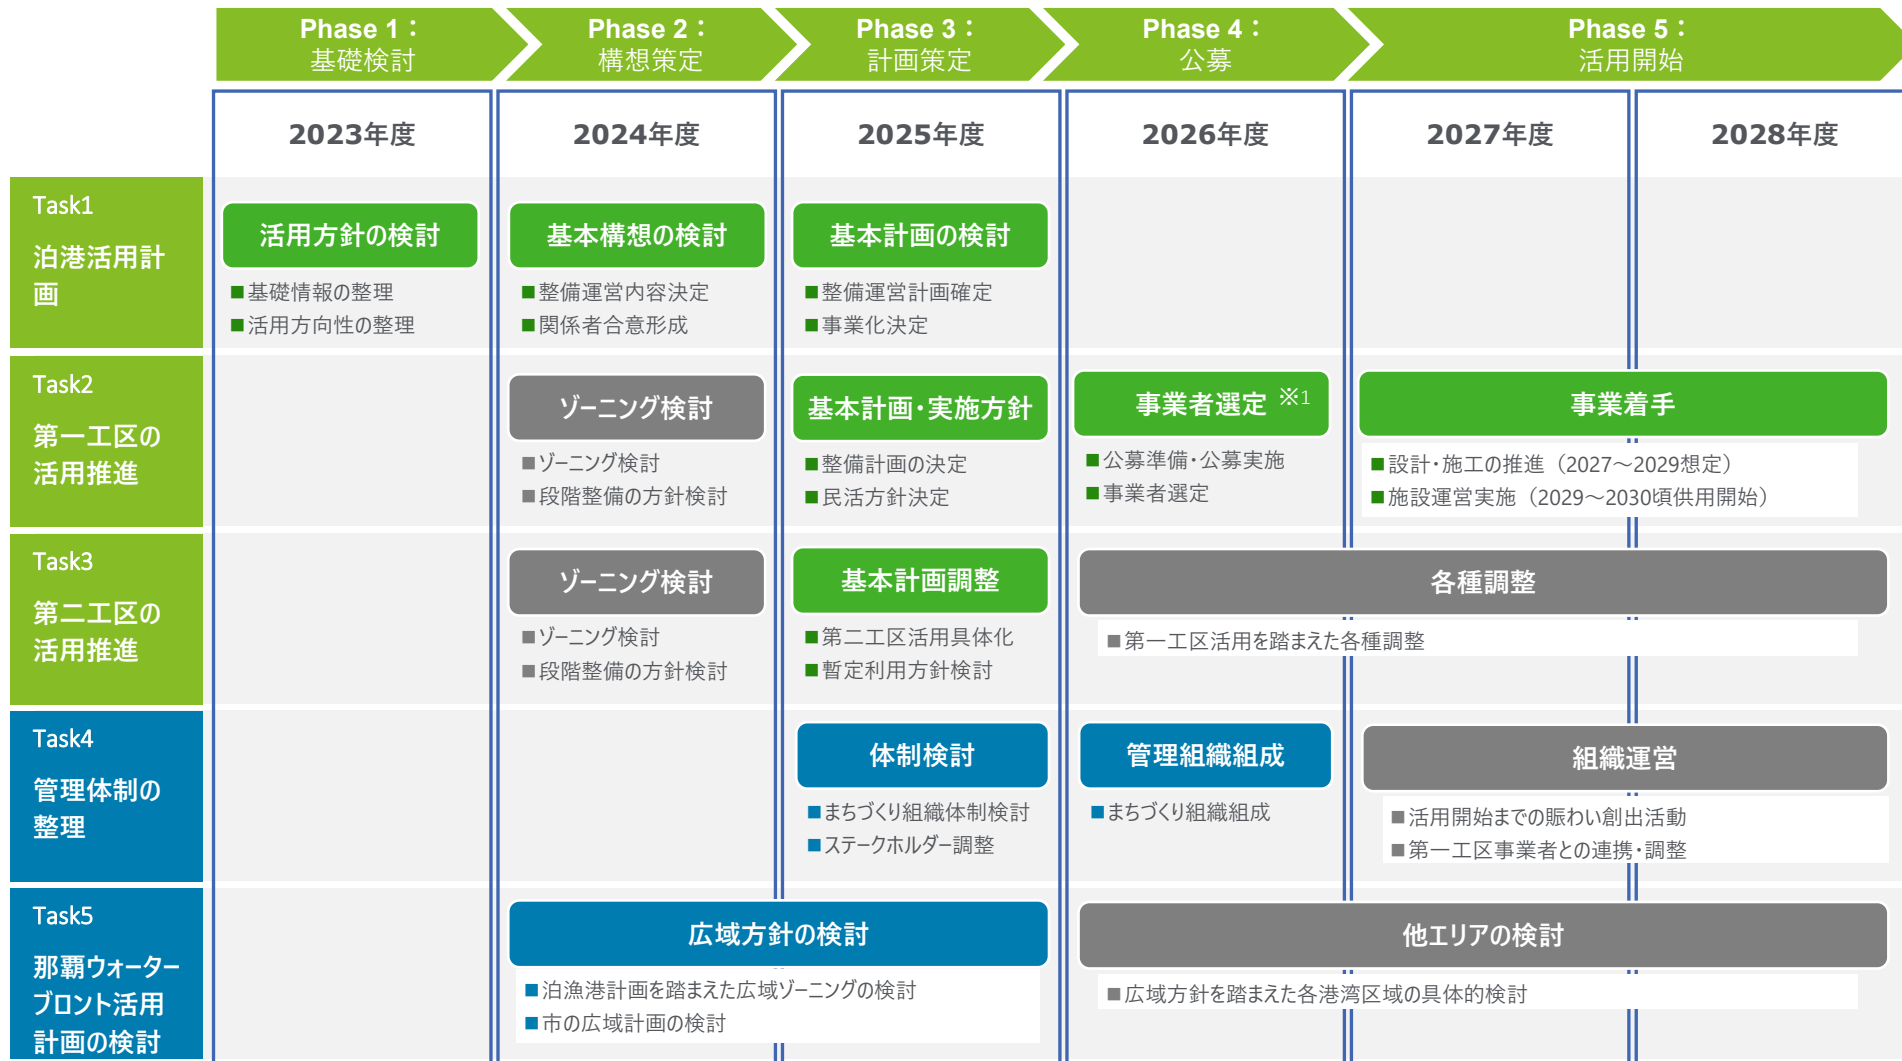 Phase 1：
基礎検討
Phase 2：
構想策定
Phase 3：
計画策定
Phase 4：
公募
Phase 5：
活用開始
2023年度
2024年度
2025年度
2026年度
2027年度
2028年度
Task1
泊港活用計
画
活用方針の検討
■基礎情報の整理
■活用方向性の整理
基本構想の検討
■整備運営内容決定
■関係者合意形成
基本計画の検討
■整備運営計画確定
■事業化決定
Task2
第一工区の
活用推進
ゾーニング検討
■ゾーニング検討
■段階整備の方針検討
基本計画・実施方針
■整備計画の決定
■民活方針決定
事業者選定 ※1
■公募準備・公募実施
■事業者選定
事業着手
■設計・施工の推進（2027～2029想定）
■施設運営実施（2029～2030頃供用開始）
Task3
第二工区の
活用推進
ゾーニング検討
■ゾーニング検討
■段階整備の方針検討
基本計画調整
■第二工区活用具体化
■暫定利用方針検討
各種調整
■第一工区活用を踏まえた各種調整
Task4
管理体制の
整理
体制検討
■まちづくり組織体制検討
■ステークホルダー調整
管理組織組成
■まちづくり組織組成
組織運営
■活用開始までの賑わい創出活動
■第一工区事業者との連携・調整
Task5
那覇ウォーター
ブロント活用
計画の検討
広域方針の検討
■泊漁港計画を踏まえた広域ゾーニングの検討
■市の広域計画の検討
他エリアの検討
■広域方針を踏まえた各港湾区域の具体的検討